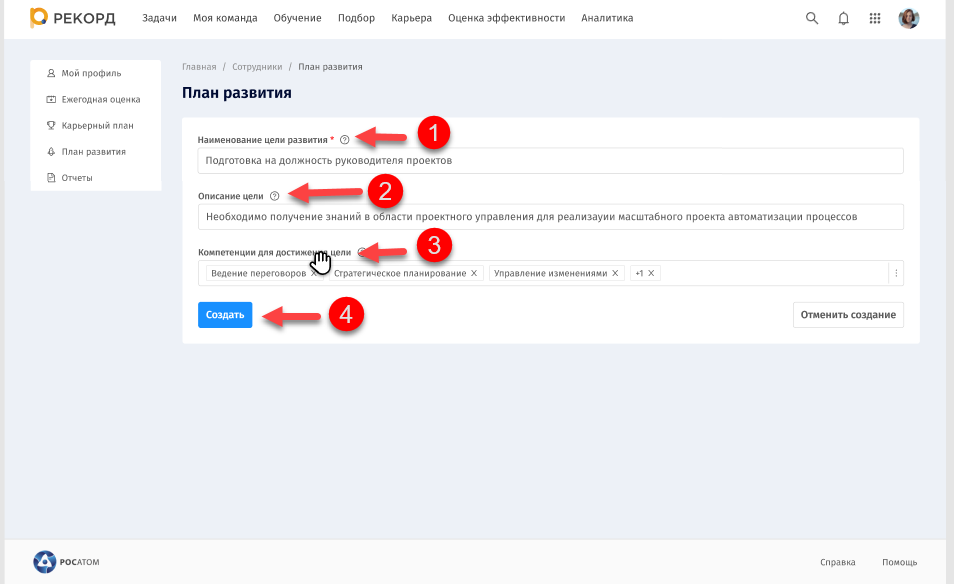 РЕКОРД Задачи Моя команда Обучение Подбор Карьера Оценка эффективности Аналитика
Мой профиль
Ежегодная оценка
Карьерный план
План развития
Отчеты
Главная / Сотрудники / План развития
План развития
Наименование цели развития * ? 1
Подготовка на должность руководителя проектов
Описание цели ? 2
Необходимо получение знаний в области проектного управления для реализауии масштабного проекта автоматизации процессов
Компетенции для достижения цели 3
Ведение переговоров × Стратегическое планирование × Управление изменениями × +1 ×
Создать 4 Отменить создание
РОСАТОМ Справка Помощь